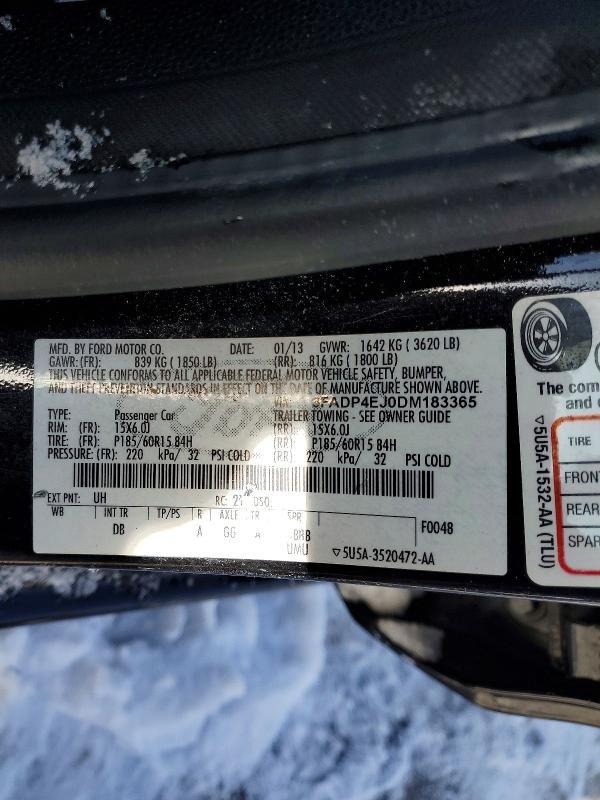 MFD. BY FORD MOTOR CO. DATE: 01/13 GVWR: 1642 KG ( 3620 LB)
GAWR: (FR): 839 KG ( 1850 LB) (RR): 816 KG ( 1800 LB)
THIS VEHICLE CONFORMS TO ALL APPLICABLE FEDERAL MOTOR VEHICLE SAFETY, BUMPER,
AND THEFT PREVENTION STANDARDS IN EFFECT ON THE DATE OF MANUFACTURE SHOWN ABOVE.
VIN: 3FADP4EJ0DM183365
TYPE: Passenger Car TRAILER TOWING - SEE OWNER GUIDE
RIM: (FR) 15X6.0J (RR): 15X6.0J
TIRE: (FR) P185/60R15 84H (RR): P185/60R15 84H
PRESSURE: (FR) 220 kPa/ 32 PSI COLD (RR) 220 kPa/ 32 PSI COLD
EXT PNT: UH RC: 21 DSO:
WB INT TR TP/PS R AXLE TR SPR F0048
DB A GG A
UMU ▽5U5A-3520472-AA
The com
and
TIRE
FRONT
REAR
SPAR
▽5U5A-1532-AA (TLU)